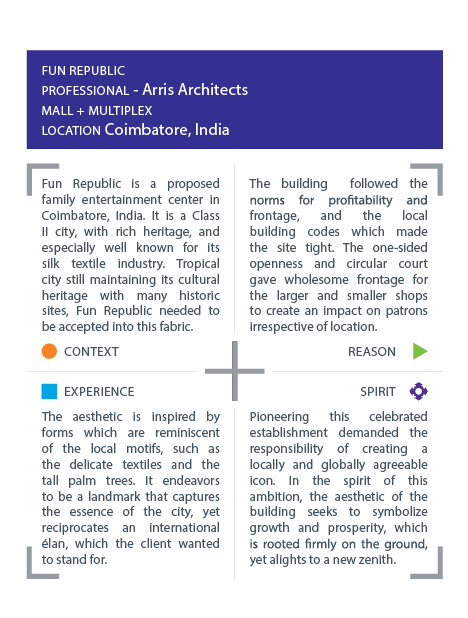 FUN REPUBLIC
PROFESSIONAL - Arris Architects
MALL + MULTIPLEX
LOCATION Coimbatore, India
Fun Republic is a proposed
family entertainment center in
Coimbatore, India. It is a Class
II city, with rich heritage, and
especially well known for its
silk textile industry. Tropical
city still maintaining its cultural
heritage with many historic
sites, Fun Republic needed to
be accepted into this fabric.
CONTEXT
The building followed the
norms for profitability and
frontage, and the local
building codes which made
the site tight. The one-sided
openness and circular court
gave wholesome frontage for
the larger and smaller shops
to create an impact on patrons
irrespective of location.
REASON
EXPERIENCE
The aesthetic is inspired by
forms which are reminiscent
of the local motifs, such as
the delicate textiles and the
tall palm trees. It endeavors
to be a landmark that captures
the essence of the city, yet
reciprocates an international
élan, which the client wanted
to stand for.
SPIRIT
Pioneering this celebrated
establishment demanded the
responsibility of creating a
locally and globally agreeable
icon. In the spirit of this
ambition, the aesthetic of the
building seeks to symbolize
growth and prosperity, which
is rooted firmly on the ground,
yet alights to a new zenith.